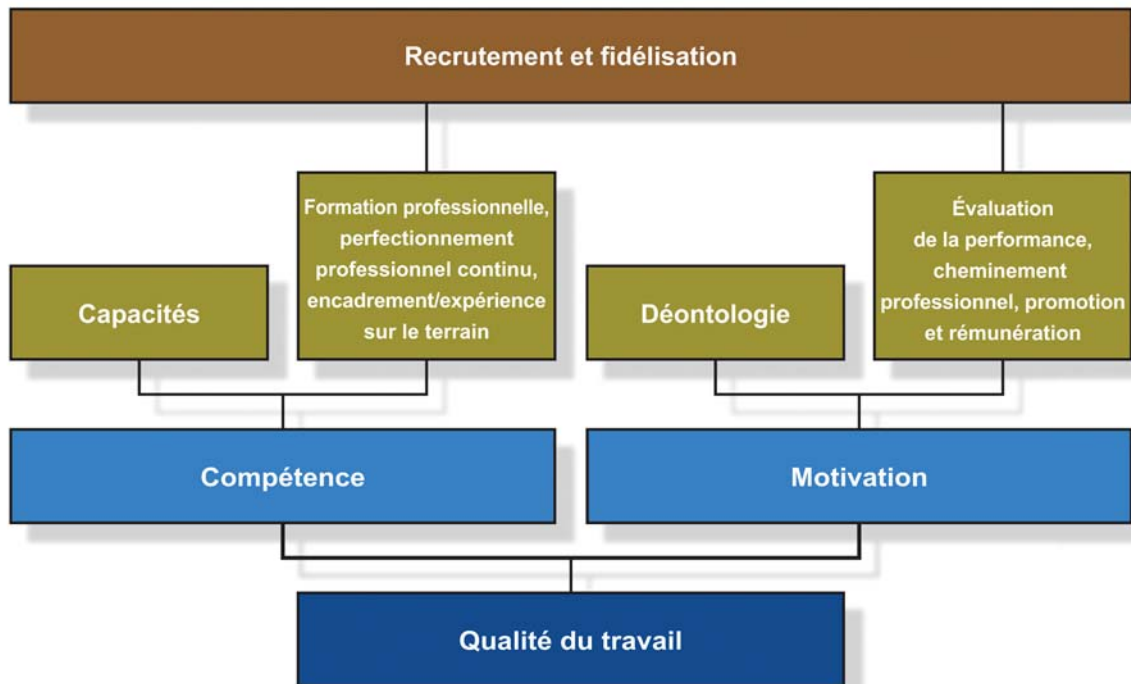 Recrutement et fidélisation
Formation professionnelle,
perfectionnement
professionnel continu,
encadrement/expérience
sur le terrain
Évaluation
de la performance,
cheminement
professionnel, promotion
et rémunération
Capacités
Déontologie
Compétence
Motivation
Qualité du travail